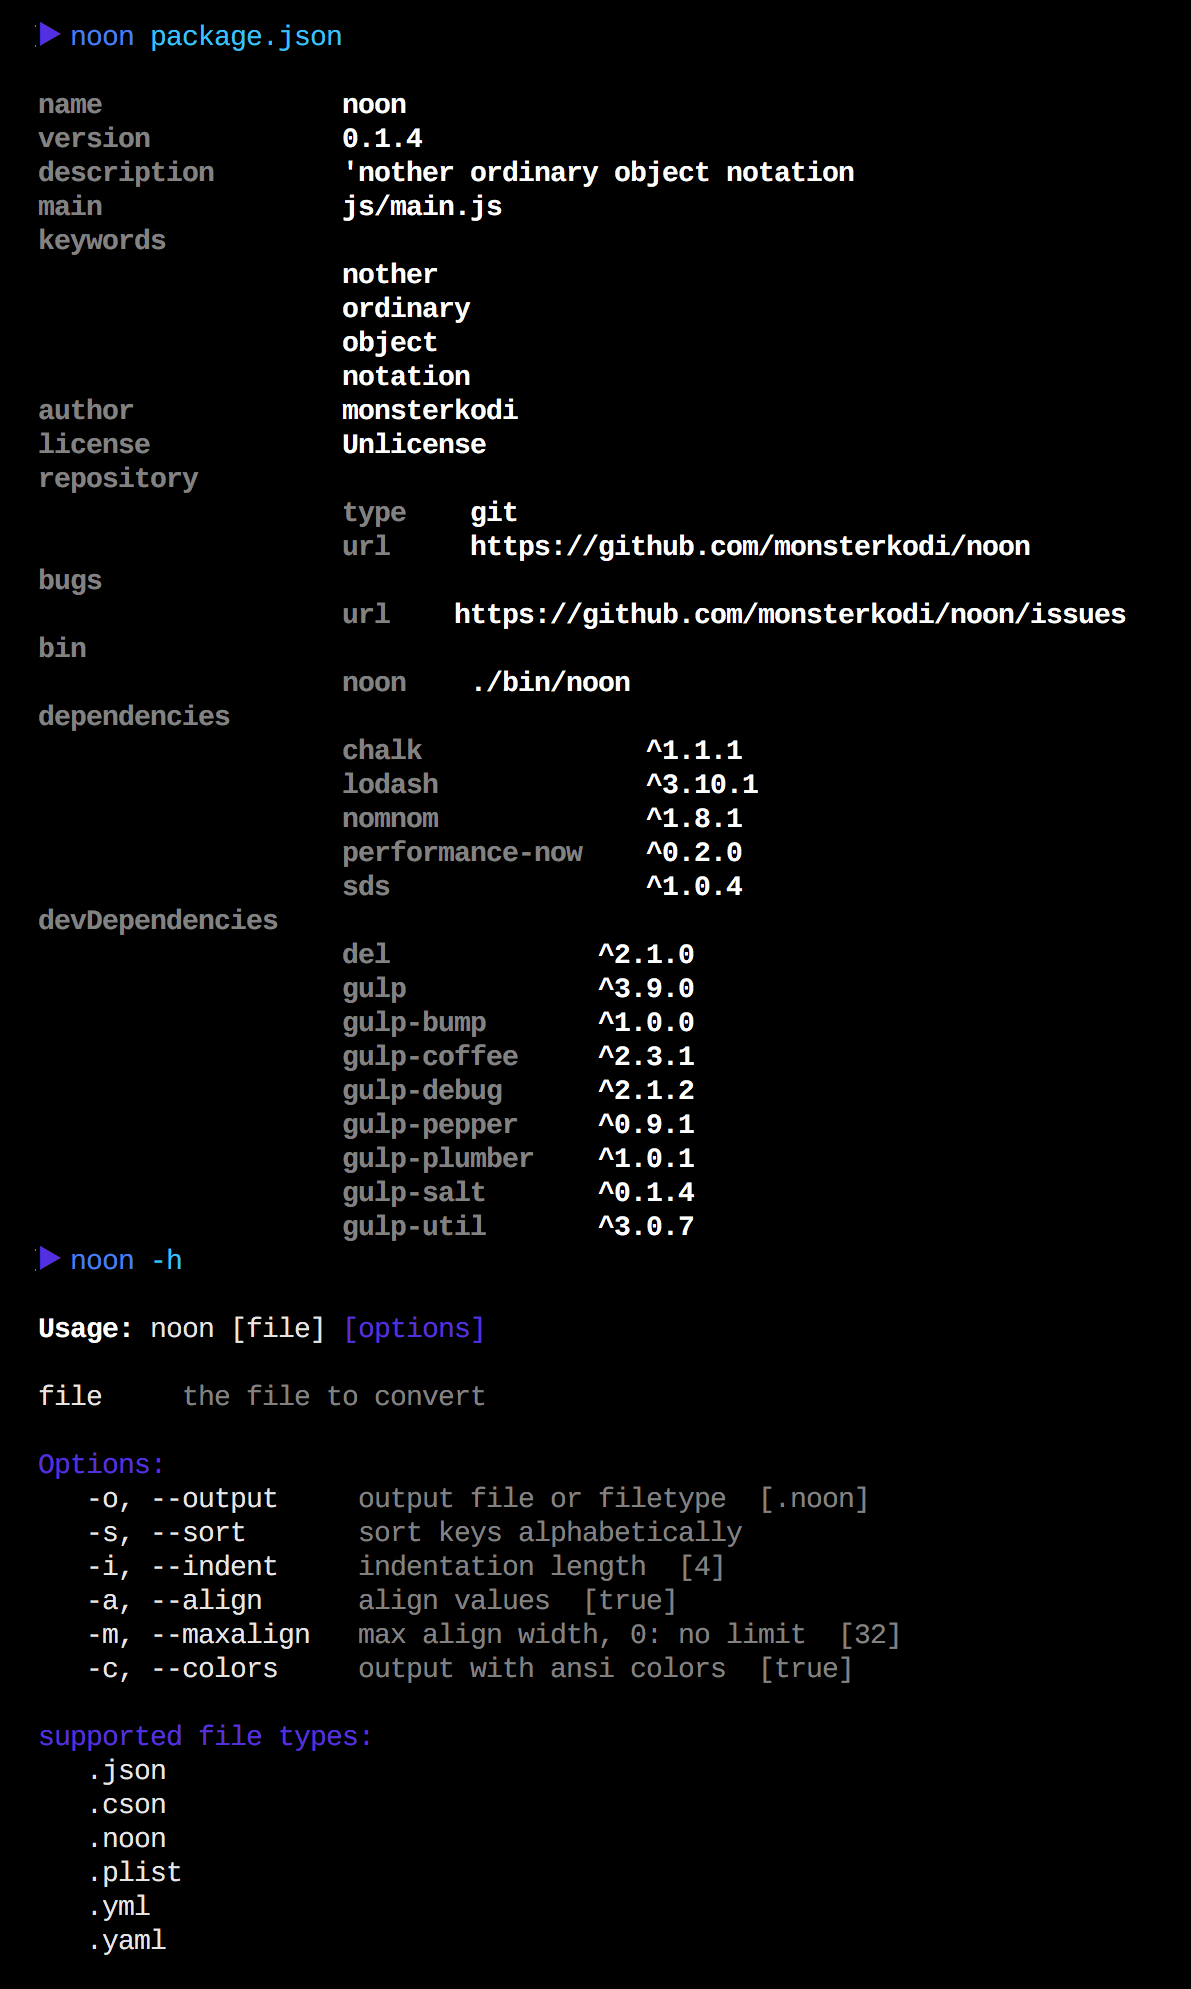 noon package.json
name noon
version 0.1.4
description 'nother ordinary object notation
main js/main.js
keywords
nother
ordinary
object
notation
author monsterkodi
license Unlicense
repository
type git
url https://github.com/monsterkodi/noon
bugs
url https://github.com/monsterkodi/noon/issues
bin
noon ./bin/noon
dependencies
chalk ^1.1.1
lodash ^3.10.1
nomnom ^1.8.1
performance-now ^0.2.0
sds ^1.0.4
devDependencies
del ^2.1.0
gulp ^3.9.0
gulp-bump ^1.0.0
gulp-coffee ^2.3.1
gulp-debug ^2.1.2
gulp-pepper ^0.9.1
gulp-plumber ^1.0.1
gulp-salt ^0.1.4
gulp-util ^3.0.7
noon -h
Usage: noon [file] [options]
file the file to convert
Options:
-o, --output output file or filetype [.noon]
-s, --sort sort keys alphabetically
-i, --indent indentation length [4]
-a, --align align values [true]
-m, --maxalign max align width, 0: no limit [32]
-c, --colors output with ansi colors [true]
supported file types:
.json
.cson
.noon
.plist
.yml
.yaml